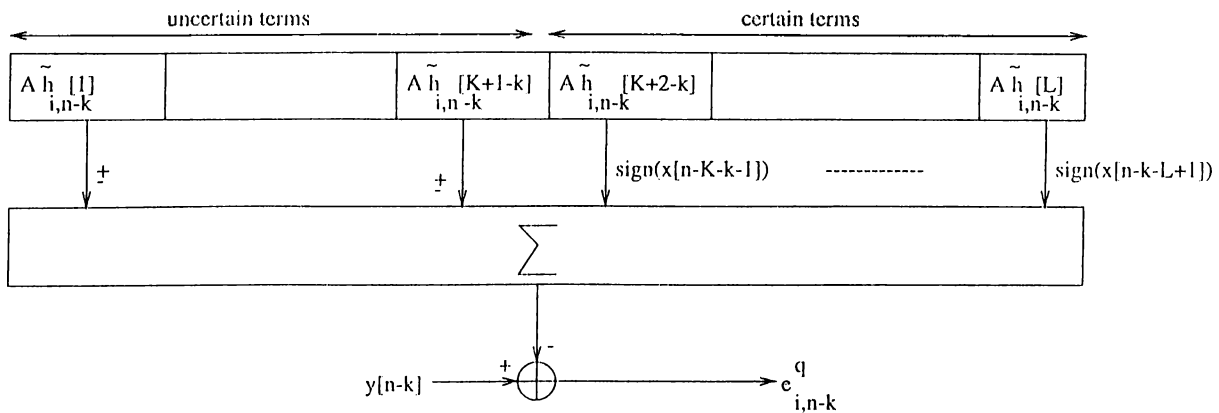 uncertain terms
certain terms
A h̃ i,n-k [1]
A h̃ i,n-k [K+1-k]
A h̃ i,n-k [K+2-k]
A h̃ i,n-k [L]
±
±
sign(x[n-K-k-1])
------------
sign(x[n-k-L+1])
Σ
-
y[n-k]
+
e q i,n-k